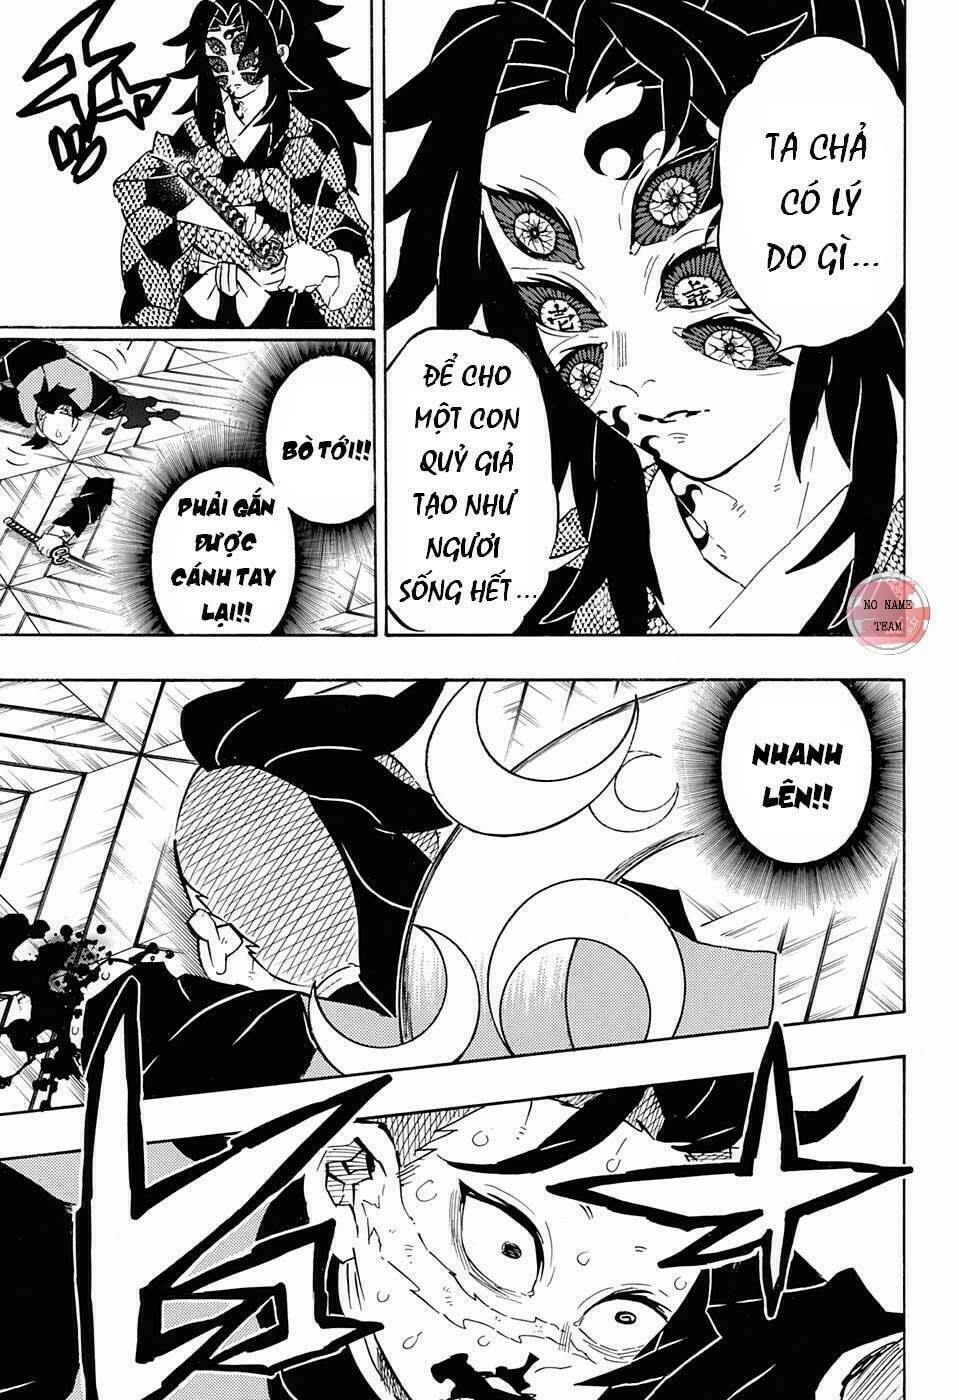 TA CHẢ
CÓ LÝ
DO GÌ...
ĐỂ CHO
MỘT CON
QUỶ GIẢ
TẠO NHƯ
NGƯƠI
SỐNG HẾT...
BÒ TỚI!!
PHẢI GẮN
ĐƯỢC
CÁNH TAY
LẠI!!
NO NAME
TEAM
NHANH
LÊN!!